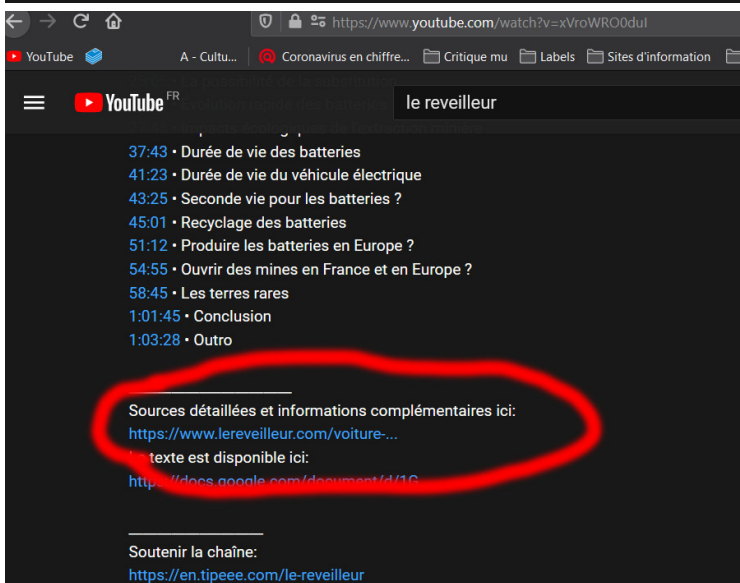 https://www.youtube.com/watch?v=xVroWRO0duI
YouTube A - Cultu... Coronavirus en chiffre... Critique mu Labels Sites d'information
YouTube FR le reveilleur
37:43 • Durée de vie des batteries
41:23 • Durée de vie du véhicule électrique
43:25 • Seconde vie pour les batteries ?
45:01 • Recyclage des batteries
51:12 • Produire les batteries en Europe ?
54:55 • Ouvrir des mines en France et en Europe ?
58:45 • Les terres rares
1:01:45 • Conclusion
1:03:28 • Outro
Sources détaillées et informations complémentaires ici:
https://www.lereveilleur.com/voiture-...
texte est disponible ici:
https://docs.google.com/document/d/1G
Soutenir la chaîne:
https://en.tipeee.com/le-reveilleur